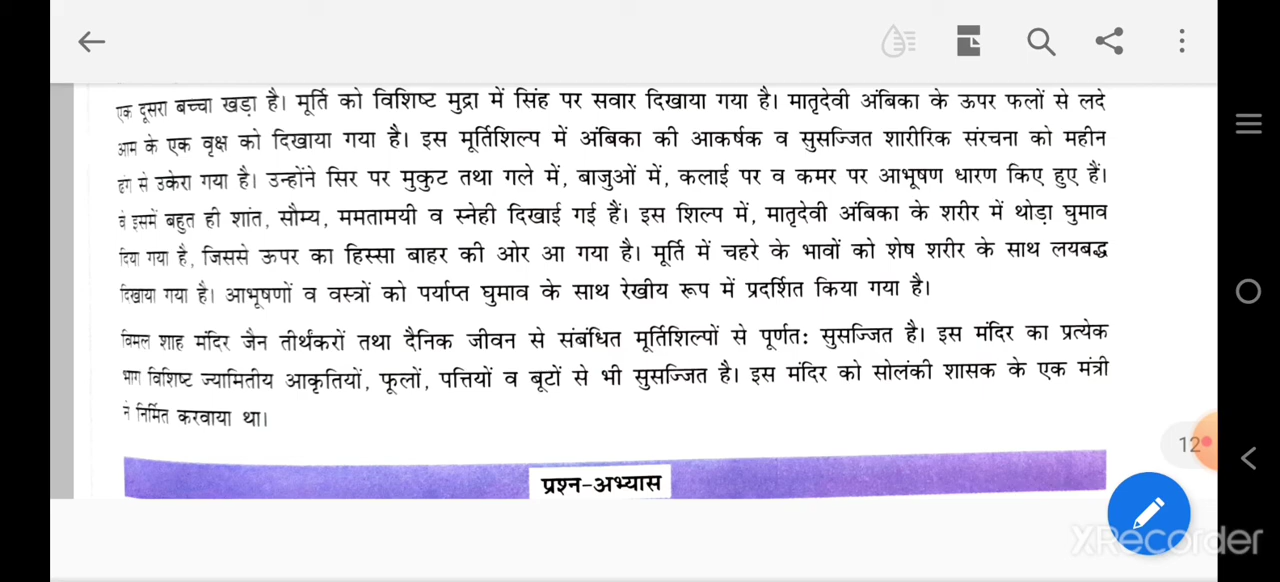 एक दूसरा बच्चा खड़ा है। मूर्ति को विशिष्ट मुद्रा में सिंह पर सवार दिखाया गया है। मातृदेवी अंबिका के ऊपर फलों से लदे
आम के एक वृक्ष को दिखाया गया है। इस मूर्तिशिल्प में अंबिका की आकर्षक व सुसज्जित शारीरिक संरचना को महीन
ढंग से उकेरा गया है। उन्होंने सिर पर मुकुट तथा गले में, बाजुओं में, कलाई पर व कमर पर आभूषण धारण किए हुए हैं।
वे इसमें बहुत ही शांत, सौम्य, ममतामयी व स्नेही दिखाई गई हैं। इस शिल्प में, मातृदेवी अंबिका के शरीर में थोड़ा घुमाव
दिया गया है, जिससे ऊपर का हिस्सा बाहर की ओर आ गया है। मूर्ति में चहरे के भावों को शेष शरीर के साथ लयबद्ध
दिखाया गया है। आभूषणों व वस्त्रों को पर्याप्त घुमाव के साथ रेखीय रूप में प्रदर्शित किया गया है।
विमल शाह मंदिर जैन तीर्थंकरों तथा दैनिक जीवन से संबंधित मूर्तिशिल्पों से पूर्णतः सुसज्जित है। इस मंदिर का प्रत्येक
भाग विशिष्ट ज्यामितीय आकृतियों, फूलों, पत्तियों व बूटों से भी सुसज्जित है। इस मंदिर को सोलंकी शासक के एक मंत्री
ने निर्मित करवाया था।
12
प्रश्न-अभ्यास
XRecorder